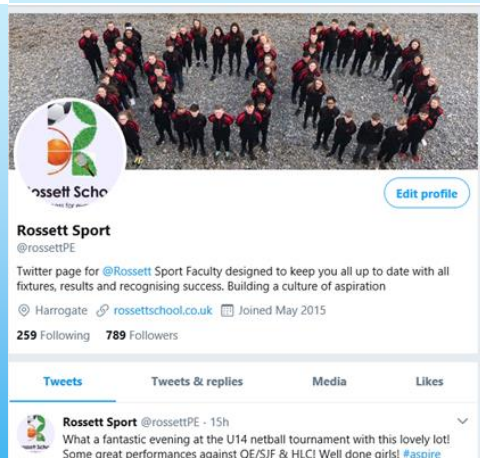 Rossett Scho
Edit profile
Rossett Sport
@rossettPE
Twitter page for @Rossett Sport Faculty designed to keep you all up to date with all
fixtures, results and recognising success. Building a culture of aspiration
Harrogate rossettschool.co.uk Joined May 2015
259 Following 789 Followers
Tweets Tweets & replies Media Likes
Rossett Sport @rossettPE · 15h
What a fantastic evening at the U14 netball tournament with this lovely lot!
Some great performances against QE/SJF & HLC! Well done girls! #aspire